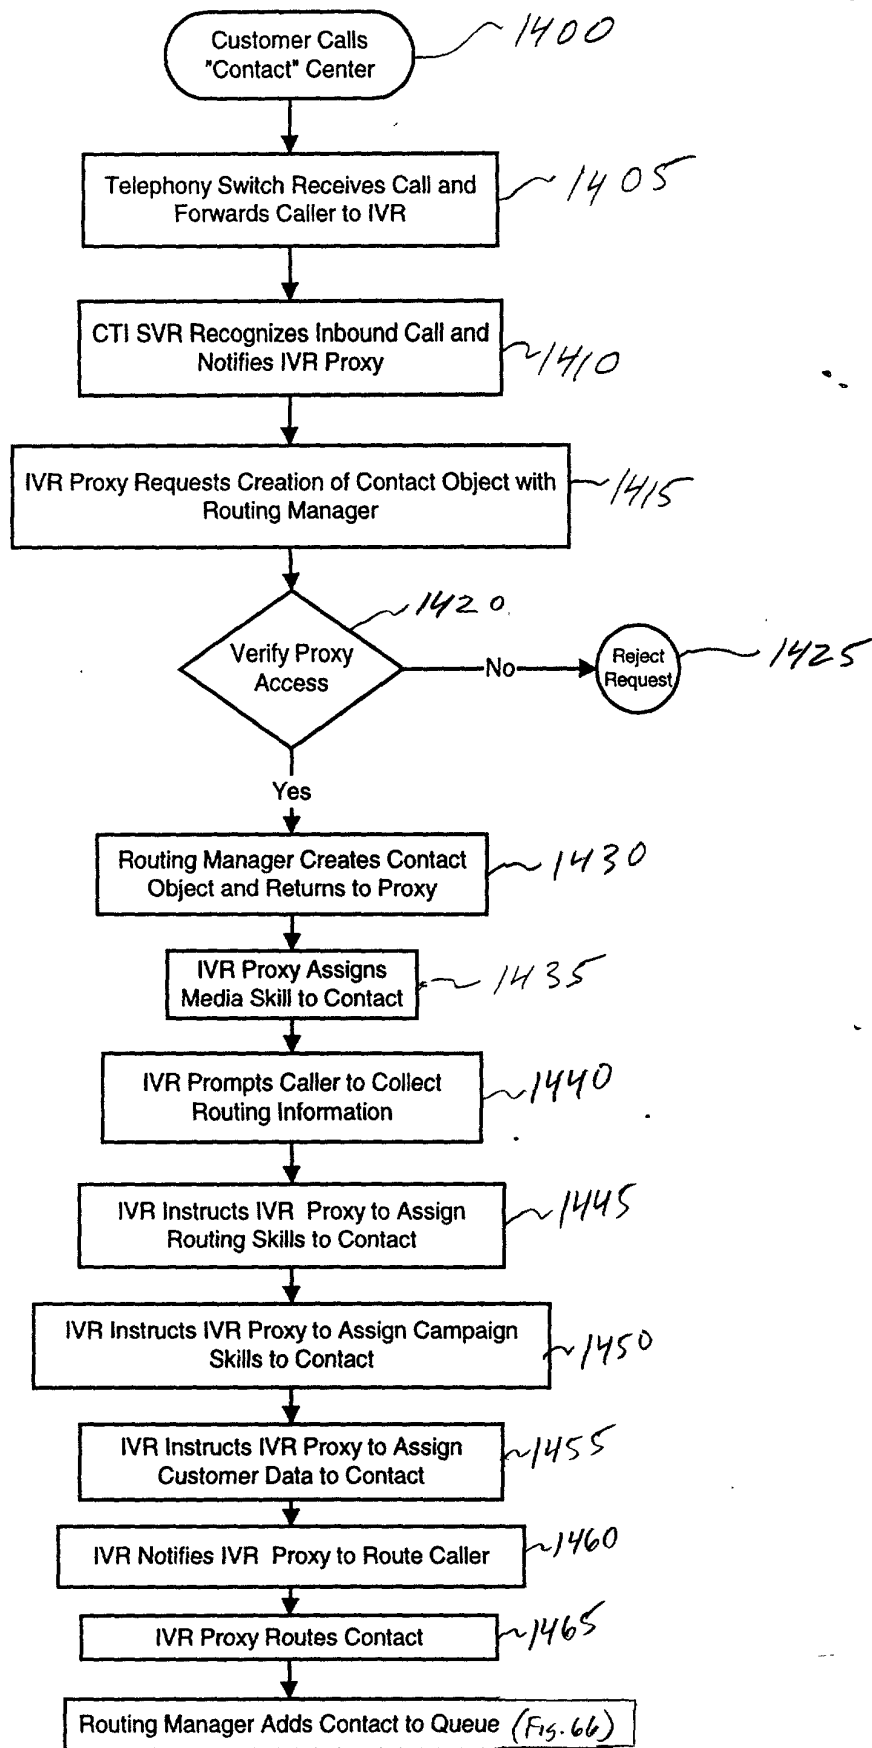 Customer Calls
"Contact" Center
1400
Telephony Switch Receives Call and
Forwards Caller to IVR
1405
CTI SVR Recognizes Inbound Call and
Notifies IVR Proxy
1410
IVR Proxy Requests Creation of Contact Object with
Routing Manager
1415
1420
Verify Proxy
Access
No
Reject
Request
1425
Yes
Routing Manager Creates Contact
Object and Returns to Proxy
1430
IVR Proxy Assigns
Media Skill to Contact
1435
IVR Prompts Caller to Collect
Routing Information
1440
IVR Instructs IVR Proxy to Assign
Routing Skills to Contact
1445
IVR Instructs IVR Proxy to Assign Campaign
Skills to Contact
1450
IVR Instructs IVR Proxy to Assign
Customer Data to Contact
1455
IVR Notifies IVR Proxy to Route Caller
1460
IVR Proxy Routes Contact
1465
Routing Manager Adds Contact to Queue (Fig. 66)